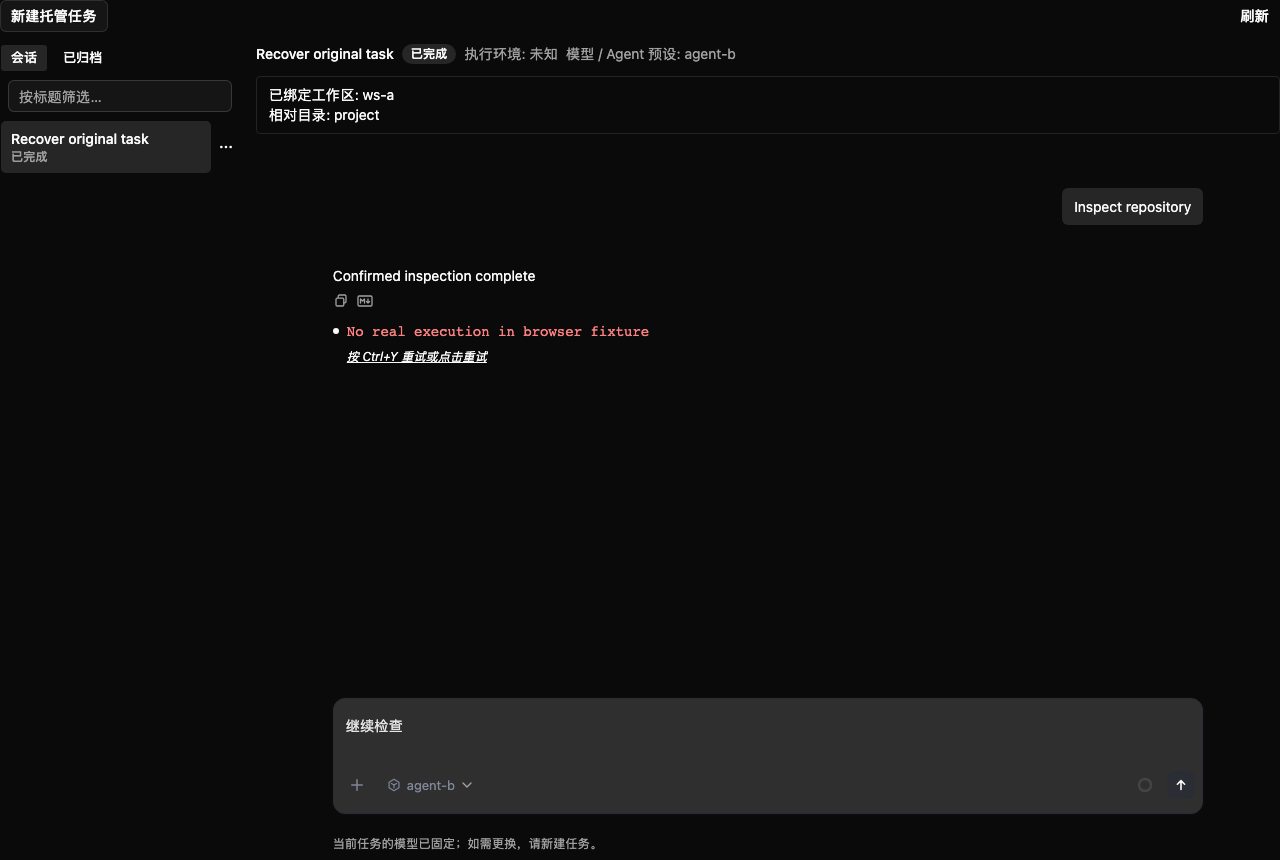 新建托管任务
刷新
会话
已归档
按标题筛选...
Recover original task
已完成
...
Recover original task
已完成
执行环境: 未知
模型 / Agent 预设: agent-b
已绑定工作区: ws-a
相对目录: project
Inspect repository
Confirmed inspection complete
No real execution in browser fixture
按 Ctrl+Y 重试或点击重试
继续检查
agent-b
当前任务的模型已固定；如需更换，请新建任务。